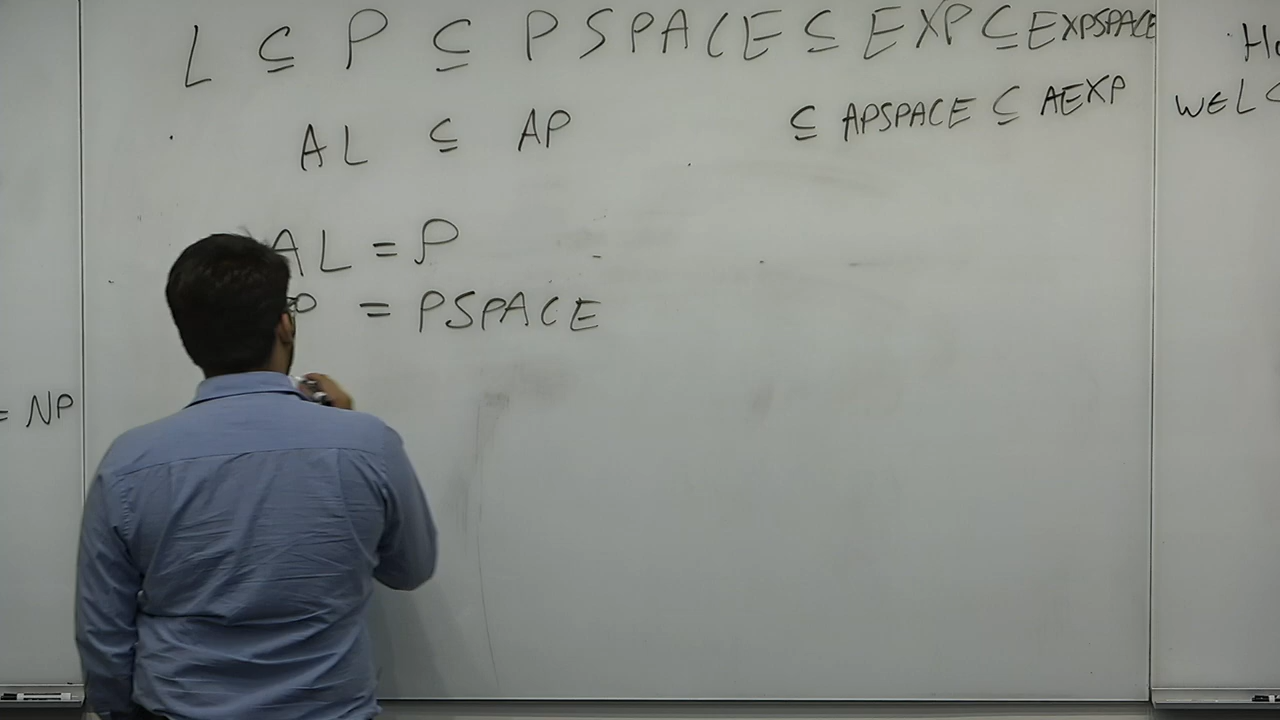 L ⊆ P ⊆ PSPACE ⊆ EXP ⊆ EXPSPACE
AL ⊆ AP ⊆ APSPACE ⊆ AEXP
AL = P
= PSPACE
= NP